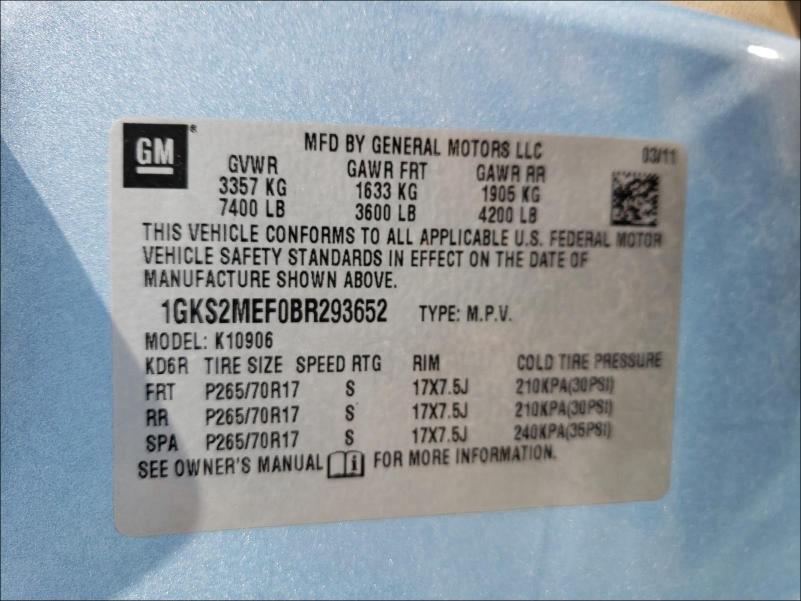 GM®
MFD BY GENERAL MOTORS LLC 03/11
GVWR GAWR FRT GAWR RR
3357 KG 1633 KG 1905 KG
7400 LB 3600 LB 4200 LB
THIS VEHICLE CONFORMS TO ALL APPLICABLE U.S. FEDERAL MOTOR
VEHICLE SAFETY STANDARDS IN EFFECT ON THE DATE OF
MANUFACTURE SHOWN ABOVE.
1GKS2MEF0BR293652 TYPE: M.P.V.
MODEL: K10906
KD6R TIRE SIZE SPEED RTG RIM COLD TIRE PRESSURE
FRT P265/70R17 S 17X7.5J 210KPA(30PSI)
RR P265/70R17 S 17X7.5J 210KPA(30PSI)
SPA P265/70R17 S 17X7.5J 240KPA(35PSI)
SEE OWNER'S MANUAL FOR MORE INFORMATION.